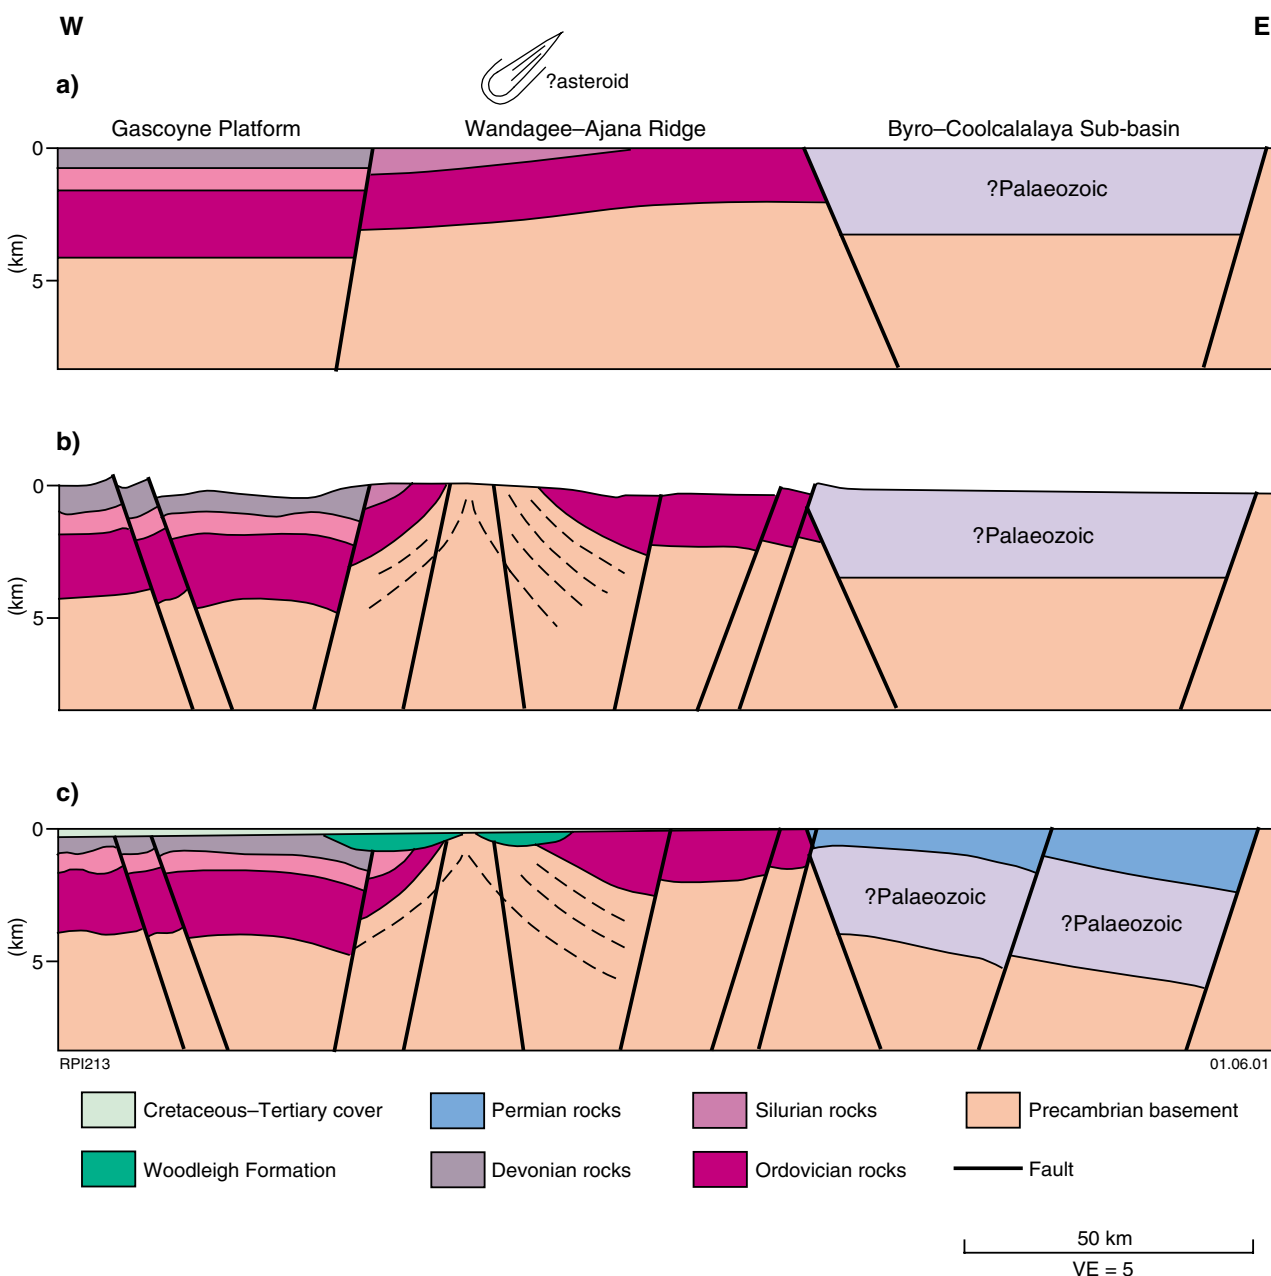 W
E
a)
?asteroid
Gascoyne Platform
Wandagee–Ajana Ridge
Byro–Coolcalalaya Sub-basin
0
5
(km)
?Palaeozoic
b)
0
5
(km)
?Palaeozoic
c)
0
5
(km)
?Palaeozoic
?Palaeozoic
RPI213
01.06.01
Cretaceous–Tertiary cover
Permian rocks
Silurian rocks
Precambrian basement
Woodleigh Formation
Devonian rocks
Ordovician rocks
Fault
50 km
VE = 5